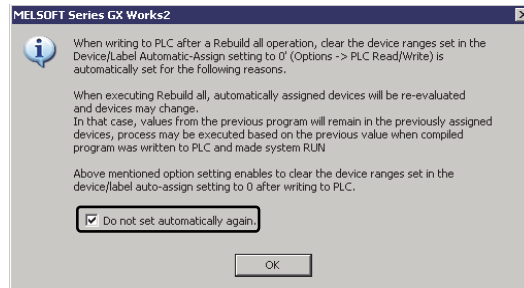 MELSOFT Series GX Works2
When writing to PLC after a Rebuild all operation, clear the device ranges set in the
Device/Label Automatic-Assign setting to 0' (Options -> PLC Read/Write) is
automatically set for the following reasons.
When executing Rebuild all, automatically assigned devices will be re-evaluated
and devices may change.
In that case, values from the previous program will remain in the previously assigned
devices, process may be executed based on the previous value when compiled
program was written to PLC and made system RUN
Above mentioned option setting enables to clear the device ranges set in the
device/label auto-assign setting to 0 after writing to PLC.
Do not set automatically again.
OK